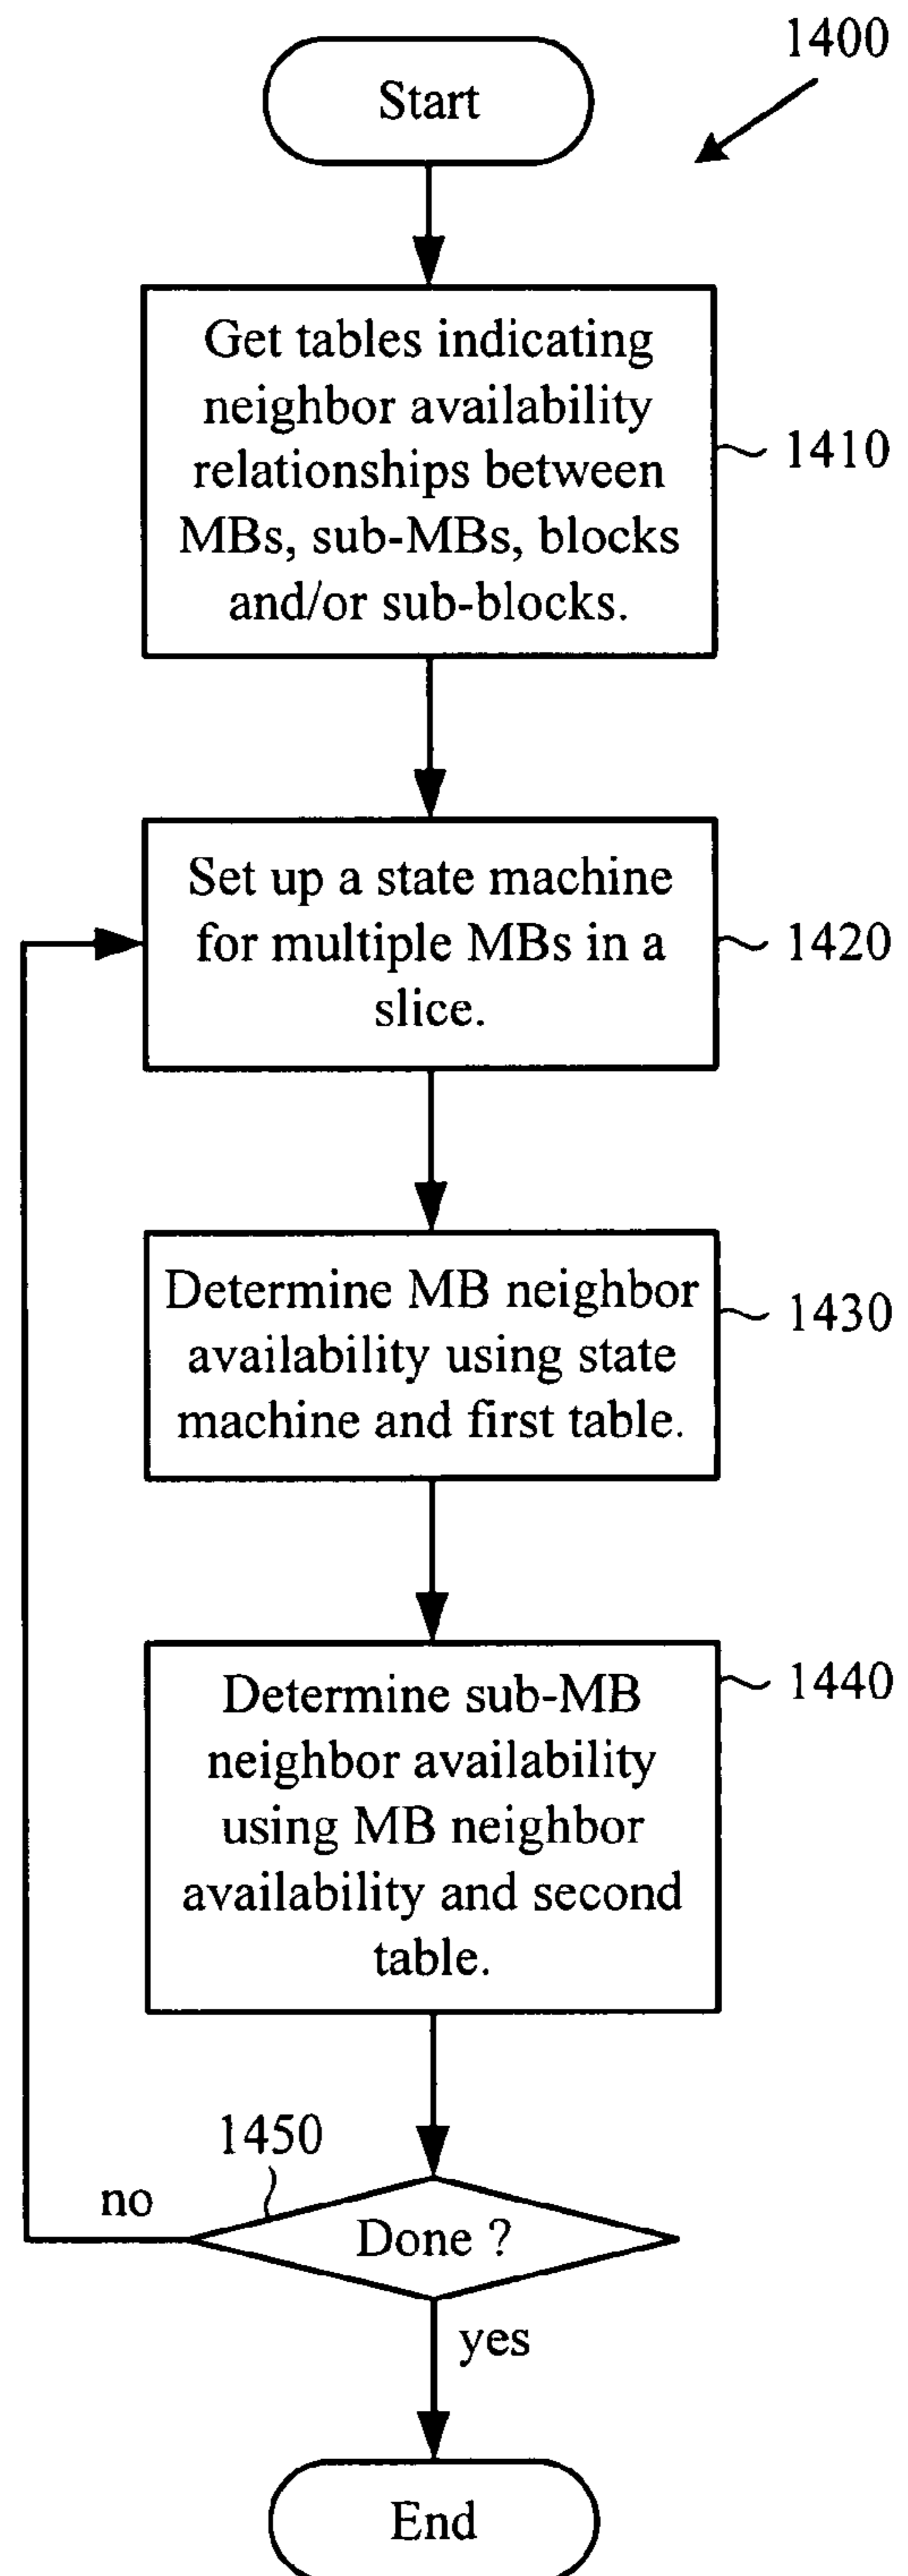 1400
Start
Get tables indicating
neighbor availability
relationships between
MBs, sub-MBs, blocks
and/or sub-blocks.
1410
Set up a state machine
for multiple MBs in a
slice.
1420
Determine MB neighbor
availability using state
machine and first table.
1430
Determine sub-MB
neighbor availability
using MB neighbor
availability and second
table.
1440
1450
no
Done ?
yes
End